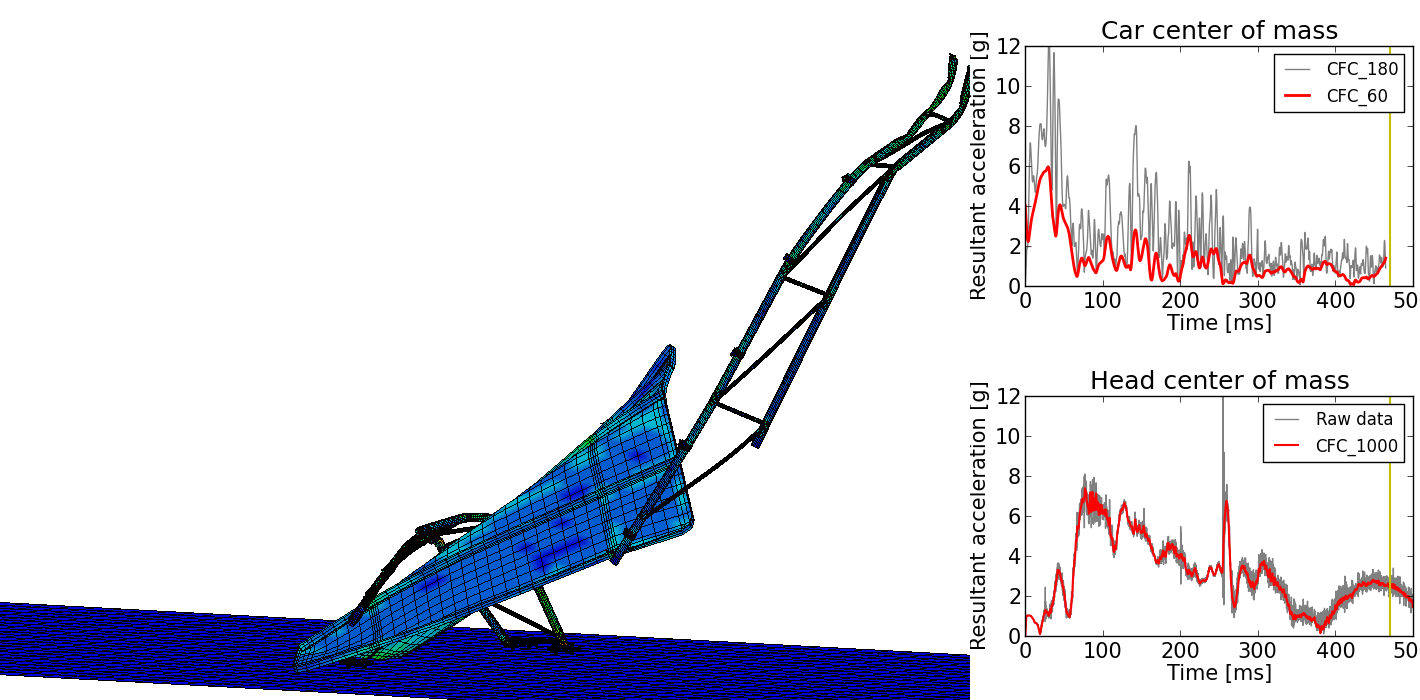 Car center of mass
Resultant acceleration [g]
12
10
8
6
4
2
0
CFC_180
CFC_60
0 100 200 300 400 50
Time [ms]
Head center of mass
Resultant acceleration [g]
12
10
8
6
4
2
0
Raw data
CFC_1000
0 100 200 300 400 50
Time [ms]